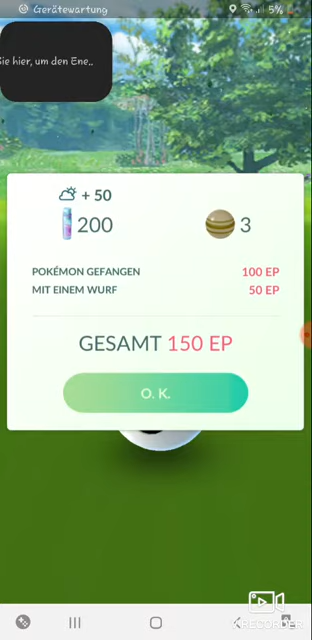 Gerätewartung
5%
Sie hier, um den Ene..
+ 50
200
3
POKÉMON GEFANGEN 100 EP
MIT EINEM WURF 50 EP
GESAMT 150 EP
O. K.
RECORDER